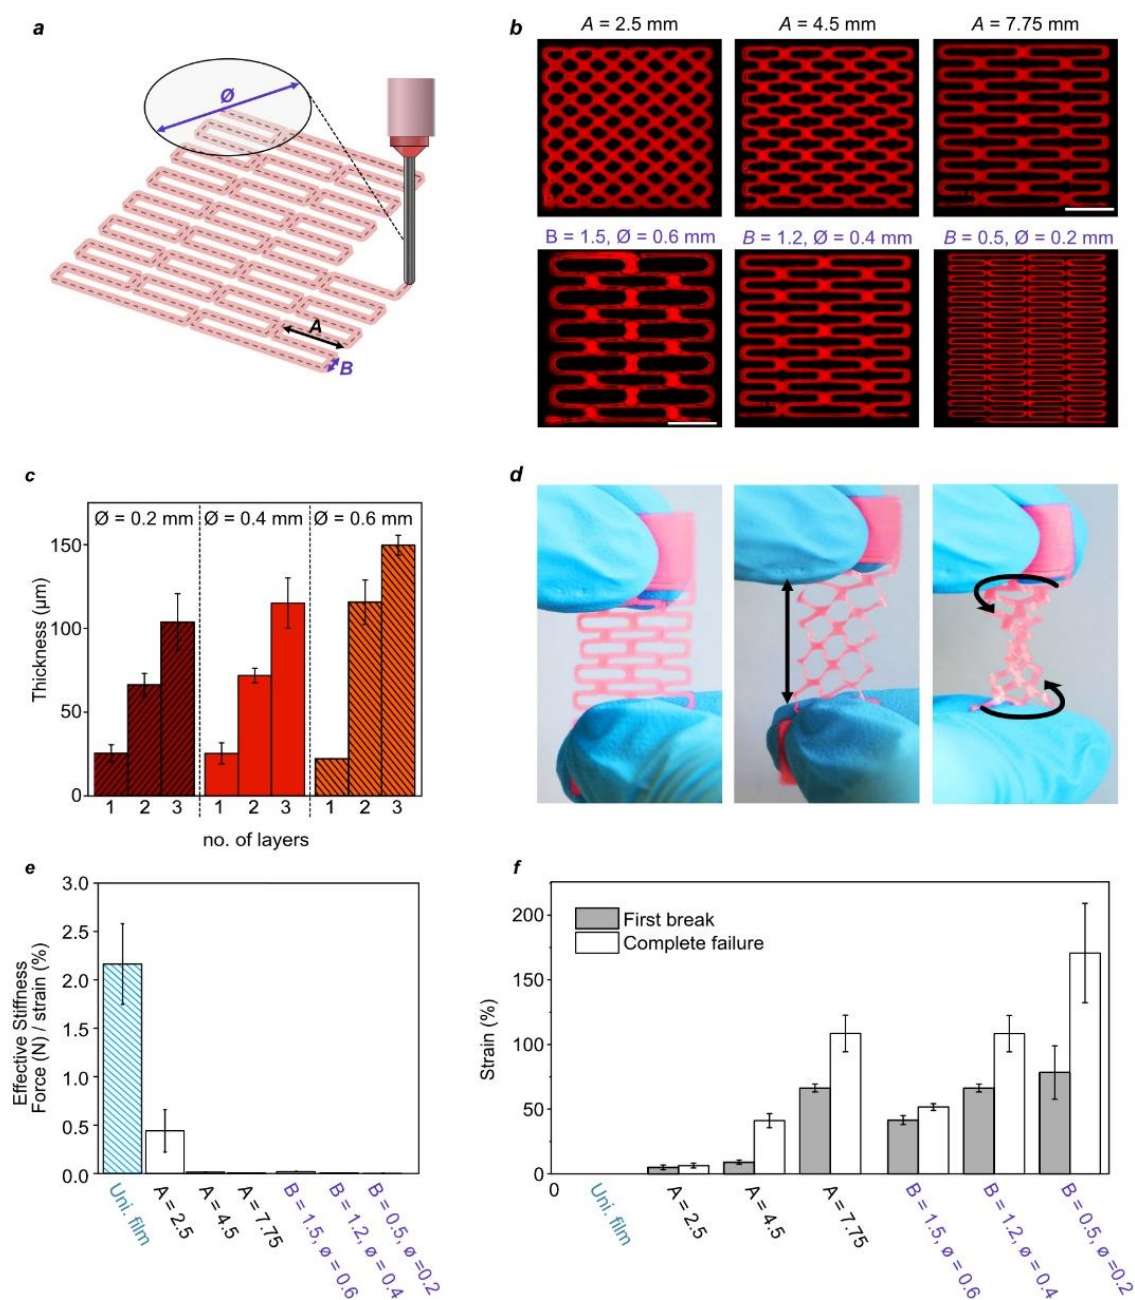 a
Ø
A
B
b
A = 2.5 mm
A = 4.5 mm
A = 7.75 mm
B = 1.5, Ø = 0.6 mm
B = 1.2, Ø = 0.4 mm
B = 0.5, Ø = 0.2 mm
c
Ø = 0.2 mm
Ø = 0.4 mm
Ø = 0.6 mm
150
100
50
0
Thickness (µm)
1 2 3 1 2 3 1 2 3
no. of layers
d
e
3.0
2.5
2.0
1.5
1.0
0.5
0.0
Effective Stiffness
Force (N) / strain (%)
Uni. film
A = 2.5
A = 4.5
A = 7.75
B = 1.5, ø = 0.6
B = 1.2, ø = 0.4
B = 0.5, ø =0.2
f
First break
Complete failure
200
150
100
50
0
Strain (%)
0
Uni. film
A = 2.5
A = 4.5
A = 7.75
B = 1.5, ø = 0.6
B = 1.2, ø = 0.4
B = 0.5, ø =0.2